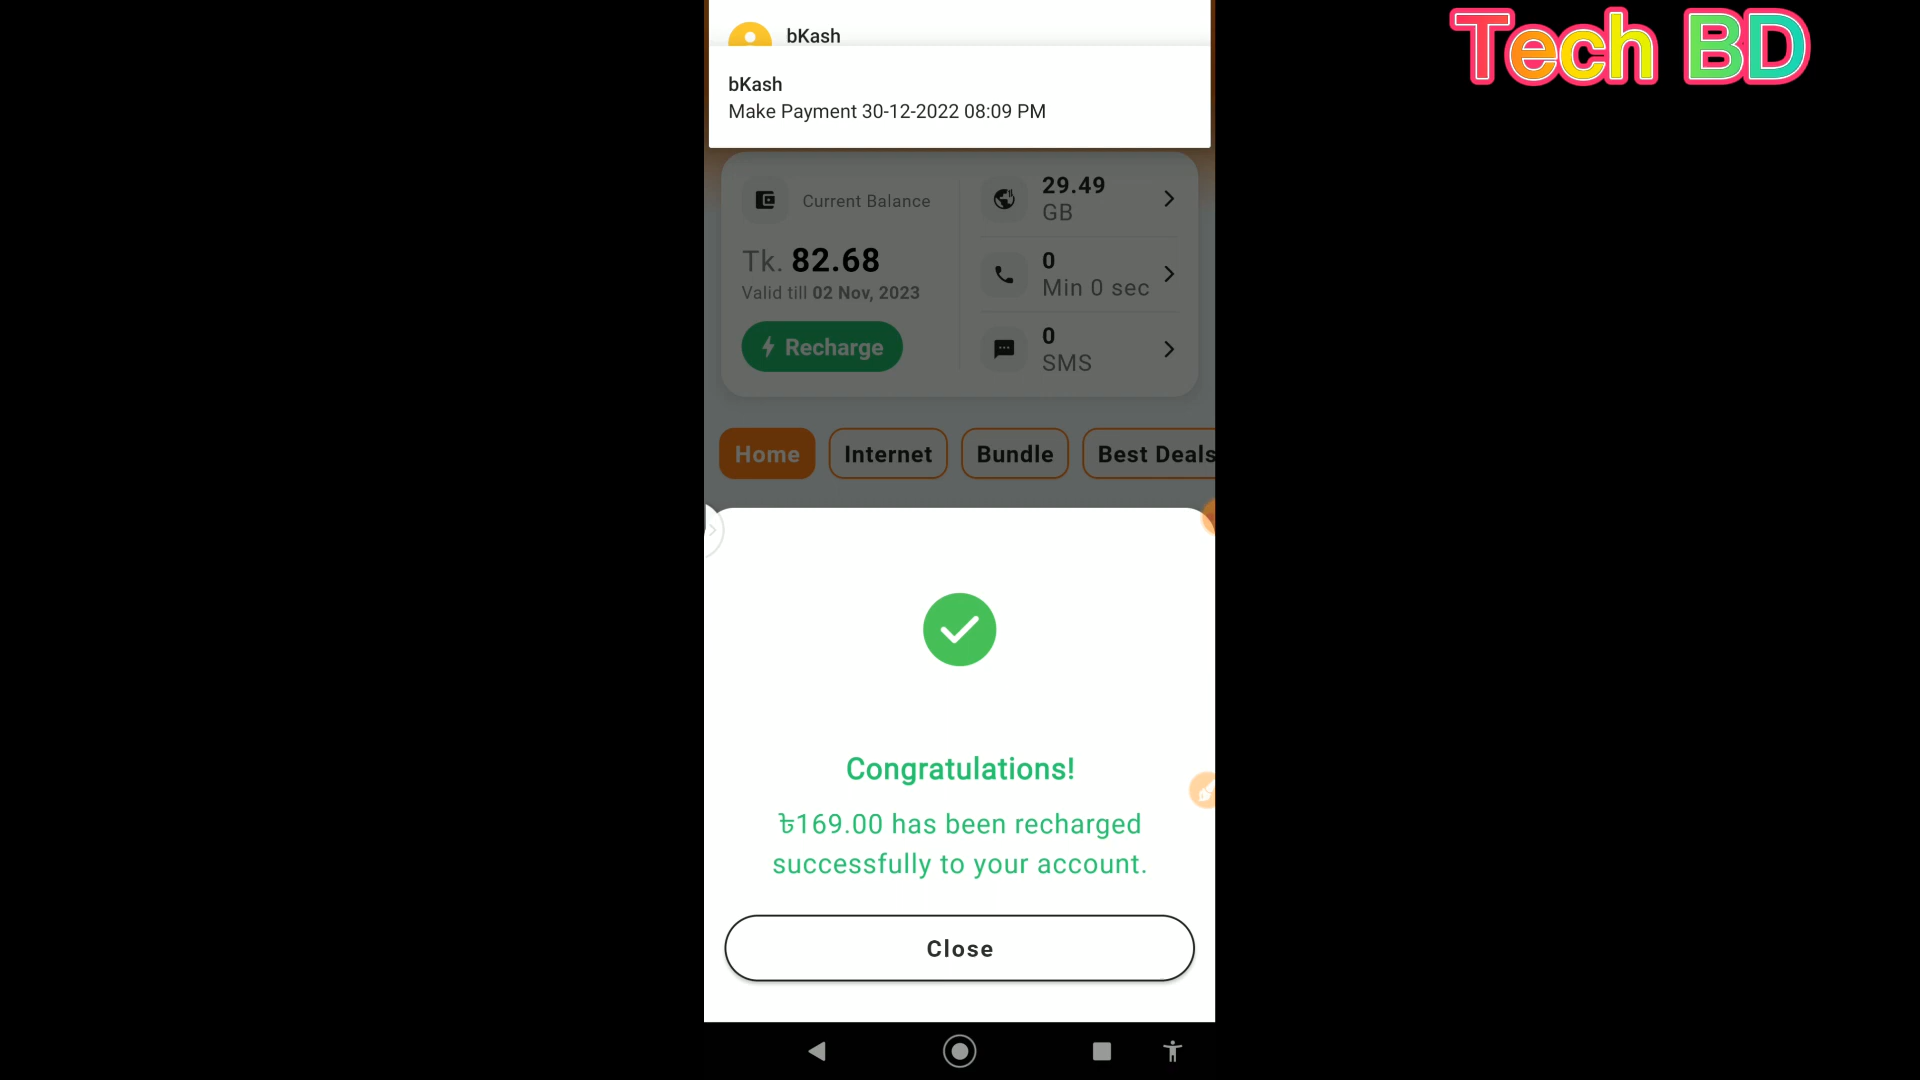 Tech BD
bKash
bKash
Make Payment 30-12-2022 08:09 PM
Current Balance
Tk. 82.68
Valid till 02 Nov, 2023
Recharge
29.49
GB
0
Min 0 sec
0
SMS
Home
Internet
Bundle
Best Deals
Congratulations!
৳169.00 has been recharged
successfully to your account.
Close